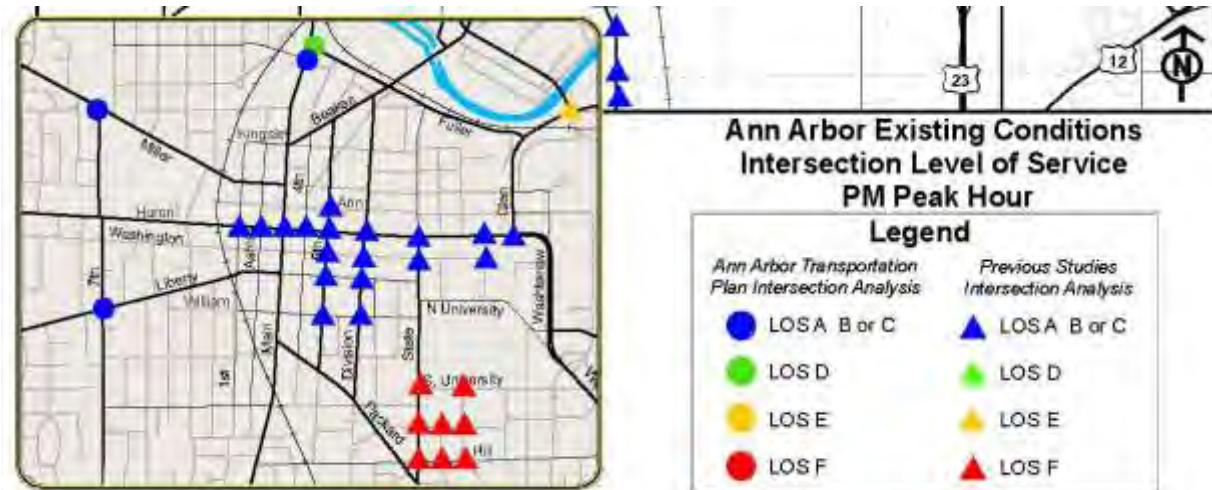 23
12
N
Ann Arbor Existing Conditions
Intersection Level of Service
PM Peak Hour
Legend
Ann Arbor Transportation
Plan Intersection Analysis
LOS A B or C
LOS D
LOS E
LOS F
Previous Studies
Intersection Analysis
LOS A B or C
LOS D
LOS E
LOS F
Miller
Beakes
Fuller
4th
Glen
Ann
Huron
Washington
Ashley
7th
Liberty
William
Main
1st
Division
State
N University
Washtenaw
S. University
Packard
Hill